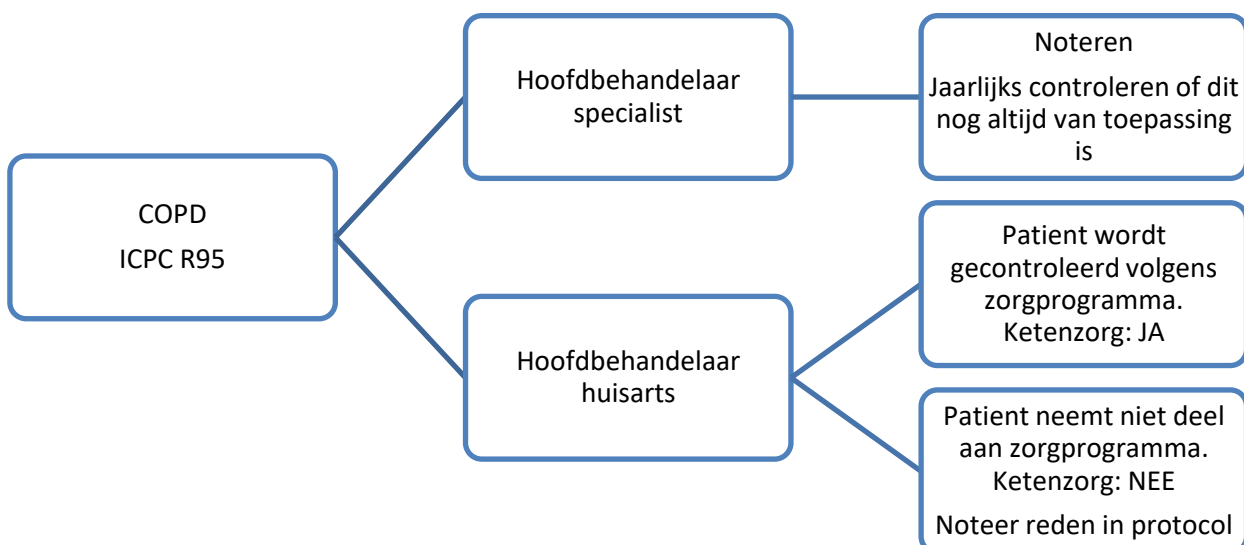 COPD
ICPC R95
Hoofdbehandelaar
specialist
Noteren
Jaarlijks controleren of dit
nog altijd van toepassing
is
Hoofdbehandelaar
huisarts
Patient wordt
gecontroleerd volgens
zorgprogramma.
Ketenzorg: JA
Patient neemt niet deel
aan zorgprogramma.
Ketenzorg: NEE
Noteer reden in protocol